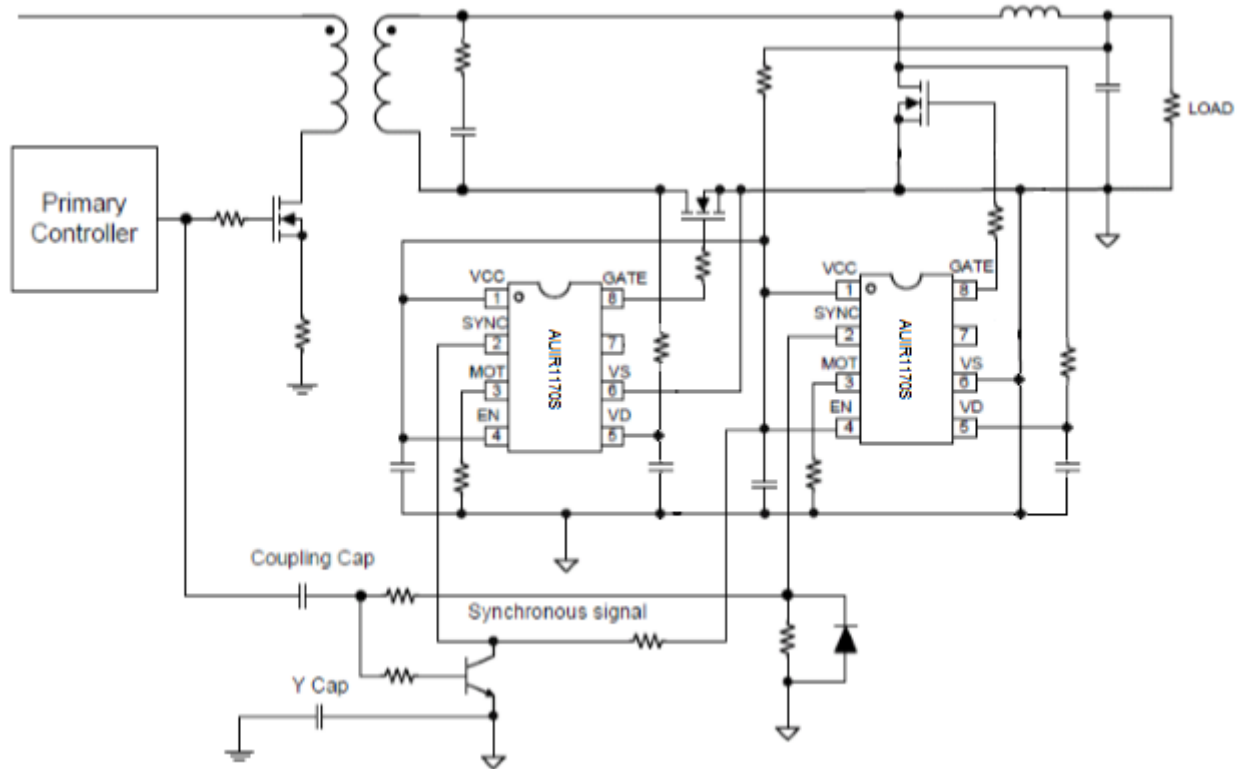 LOAD
Primary
Controller
VCC
GATE
1
8
SYNC
2
7
MOT
VS
3
6
EN
VD
4
5
AUIR1170S
VCC
GATE
1
8
SYNC
2
7
MOT
VS
3
6
EN
VD
4
5
AUIR1170S
Coupling Cap
Synchronous signal
Y Cap